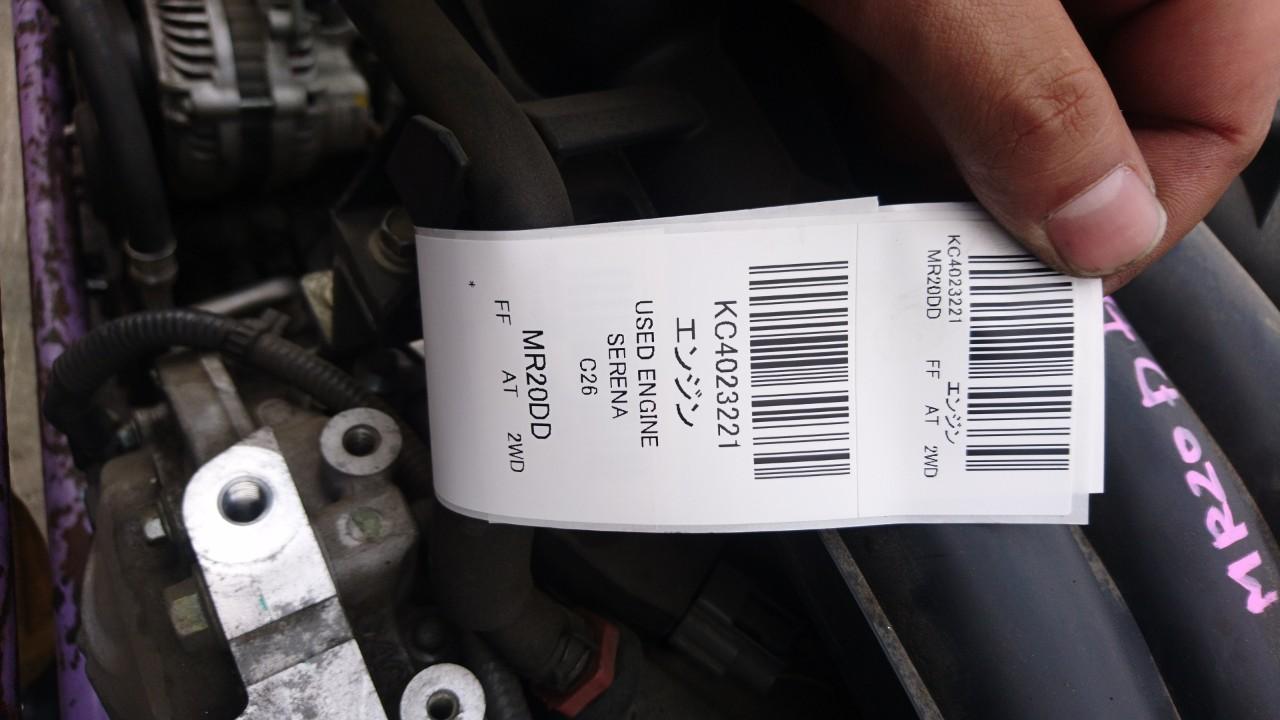 KC4023221 エンジン
MR20DD FF AT 2WD
KC4023221
エンジン
USED ENGINE
SERENA
C26
MR20DD
FF AT 2WD
*
MR20